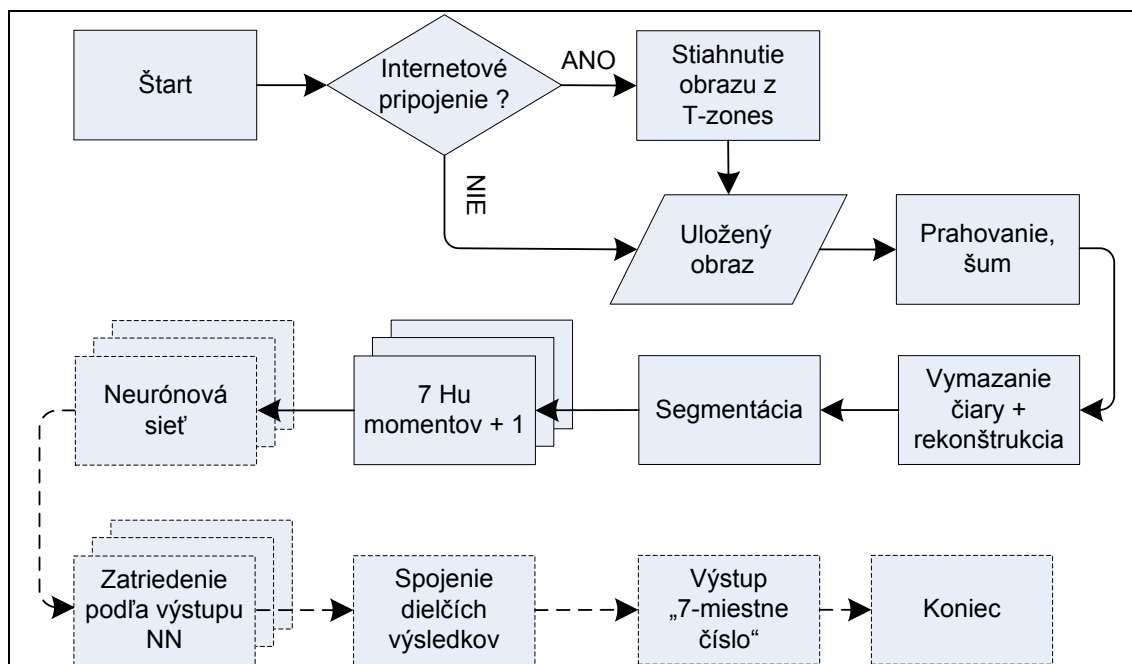 Štart
Internetové
pripojenie ?
ANO
NIE
Stiahnutie
obrazu z
T-zones
Uložený
obraz
Prahovanie,
šum
Vymazanie
čiary +
rekonštrukcia
Segmentácia
7 Hu
momentov + 1
Neurónová
sieť
Zatriedenie
podľa výstupu
NN
Spojenie
dielčích
výsledkov
Výstup
„7-miestne
číslo“
Koniec